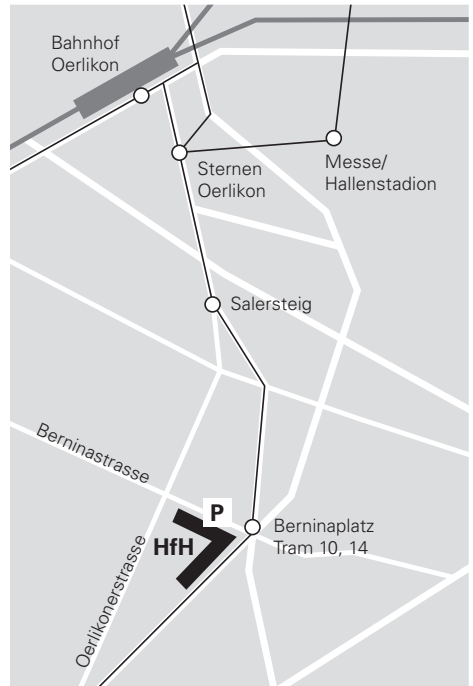 Bahnhof
Oerlikon
Sternen
Oerlikon
Messe/
Hallenstadion
Salersteig
Berninastrasse
P
HfH
Berninaplatz
Tram 10, 14
Oerlikonerstrasse